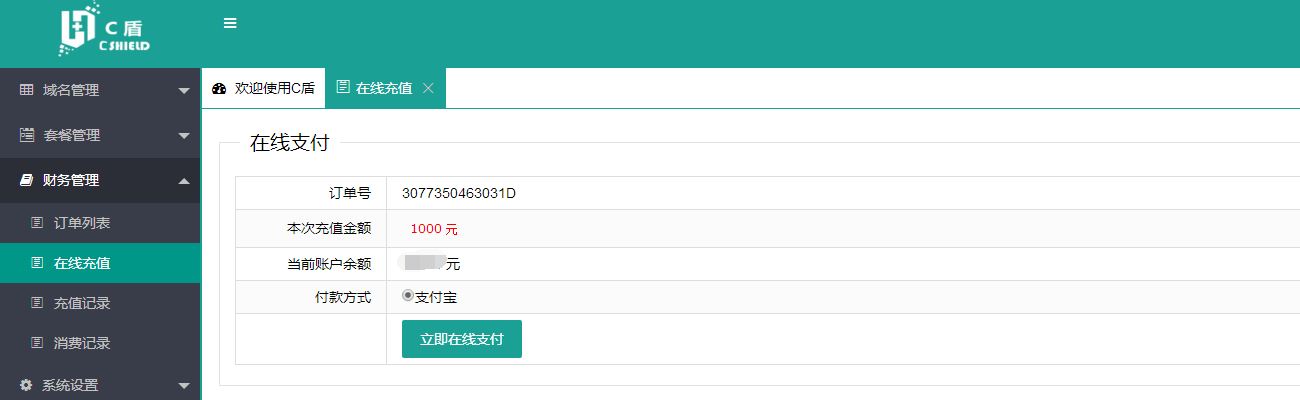 C盾
CSHIELD
域名管理
套餐管理
财务管理
订单列表
在线充值
充值记录
消费记录
系统设置
欢迎使用C盾
在线充值
在线支付
订单号 3077350463031D
本次充值金额 1000 元
当前账户余额 元
付款方式 支付宝
立即在线支付